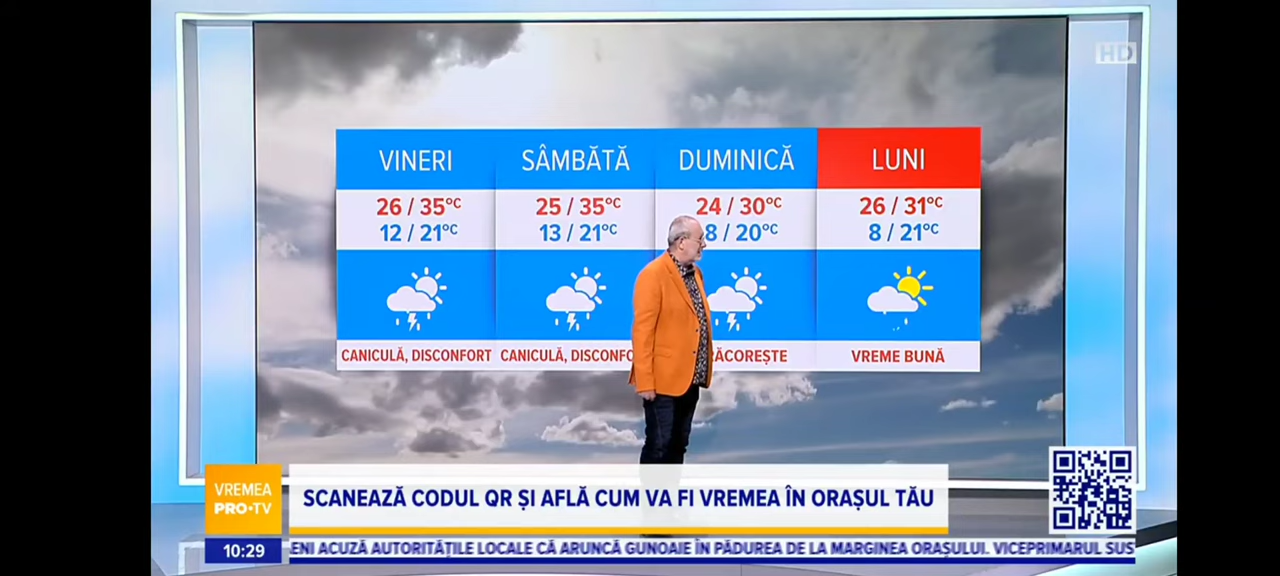 HD
VINERI
26 / 35°C
12 / 21°C
CANICULĂ, DISCONFORT
SÂMBĂTĂ
25 / 35°C
13 / 21°C
CANICULĂ,
DUMINICĂ
24 / 30°C
8 / 20°C
LUNI
26 / 31°C
8 / 21°C
VREME BUNĂ
VREMEA
PRO•TV
SCANEAZĂ CODUL QR ȘI AFLĂ CUM VA FI VREMEA ÎN ORAȘUL TĂU
10:29
ENI ACUZĂ AUTORITĂȚILE LOCALE CĂ ARUNCĂ GUNOAIE ÎN PĂDUREA DE LA MARGINEA ORAȘULUI. VICEPRIMARUL SUS